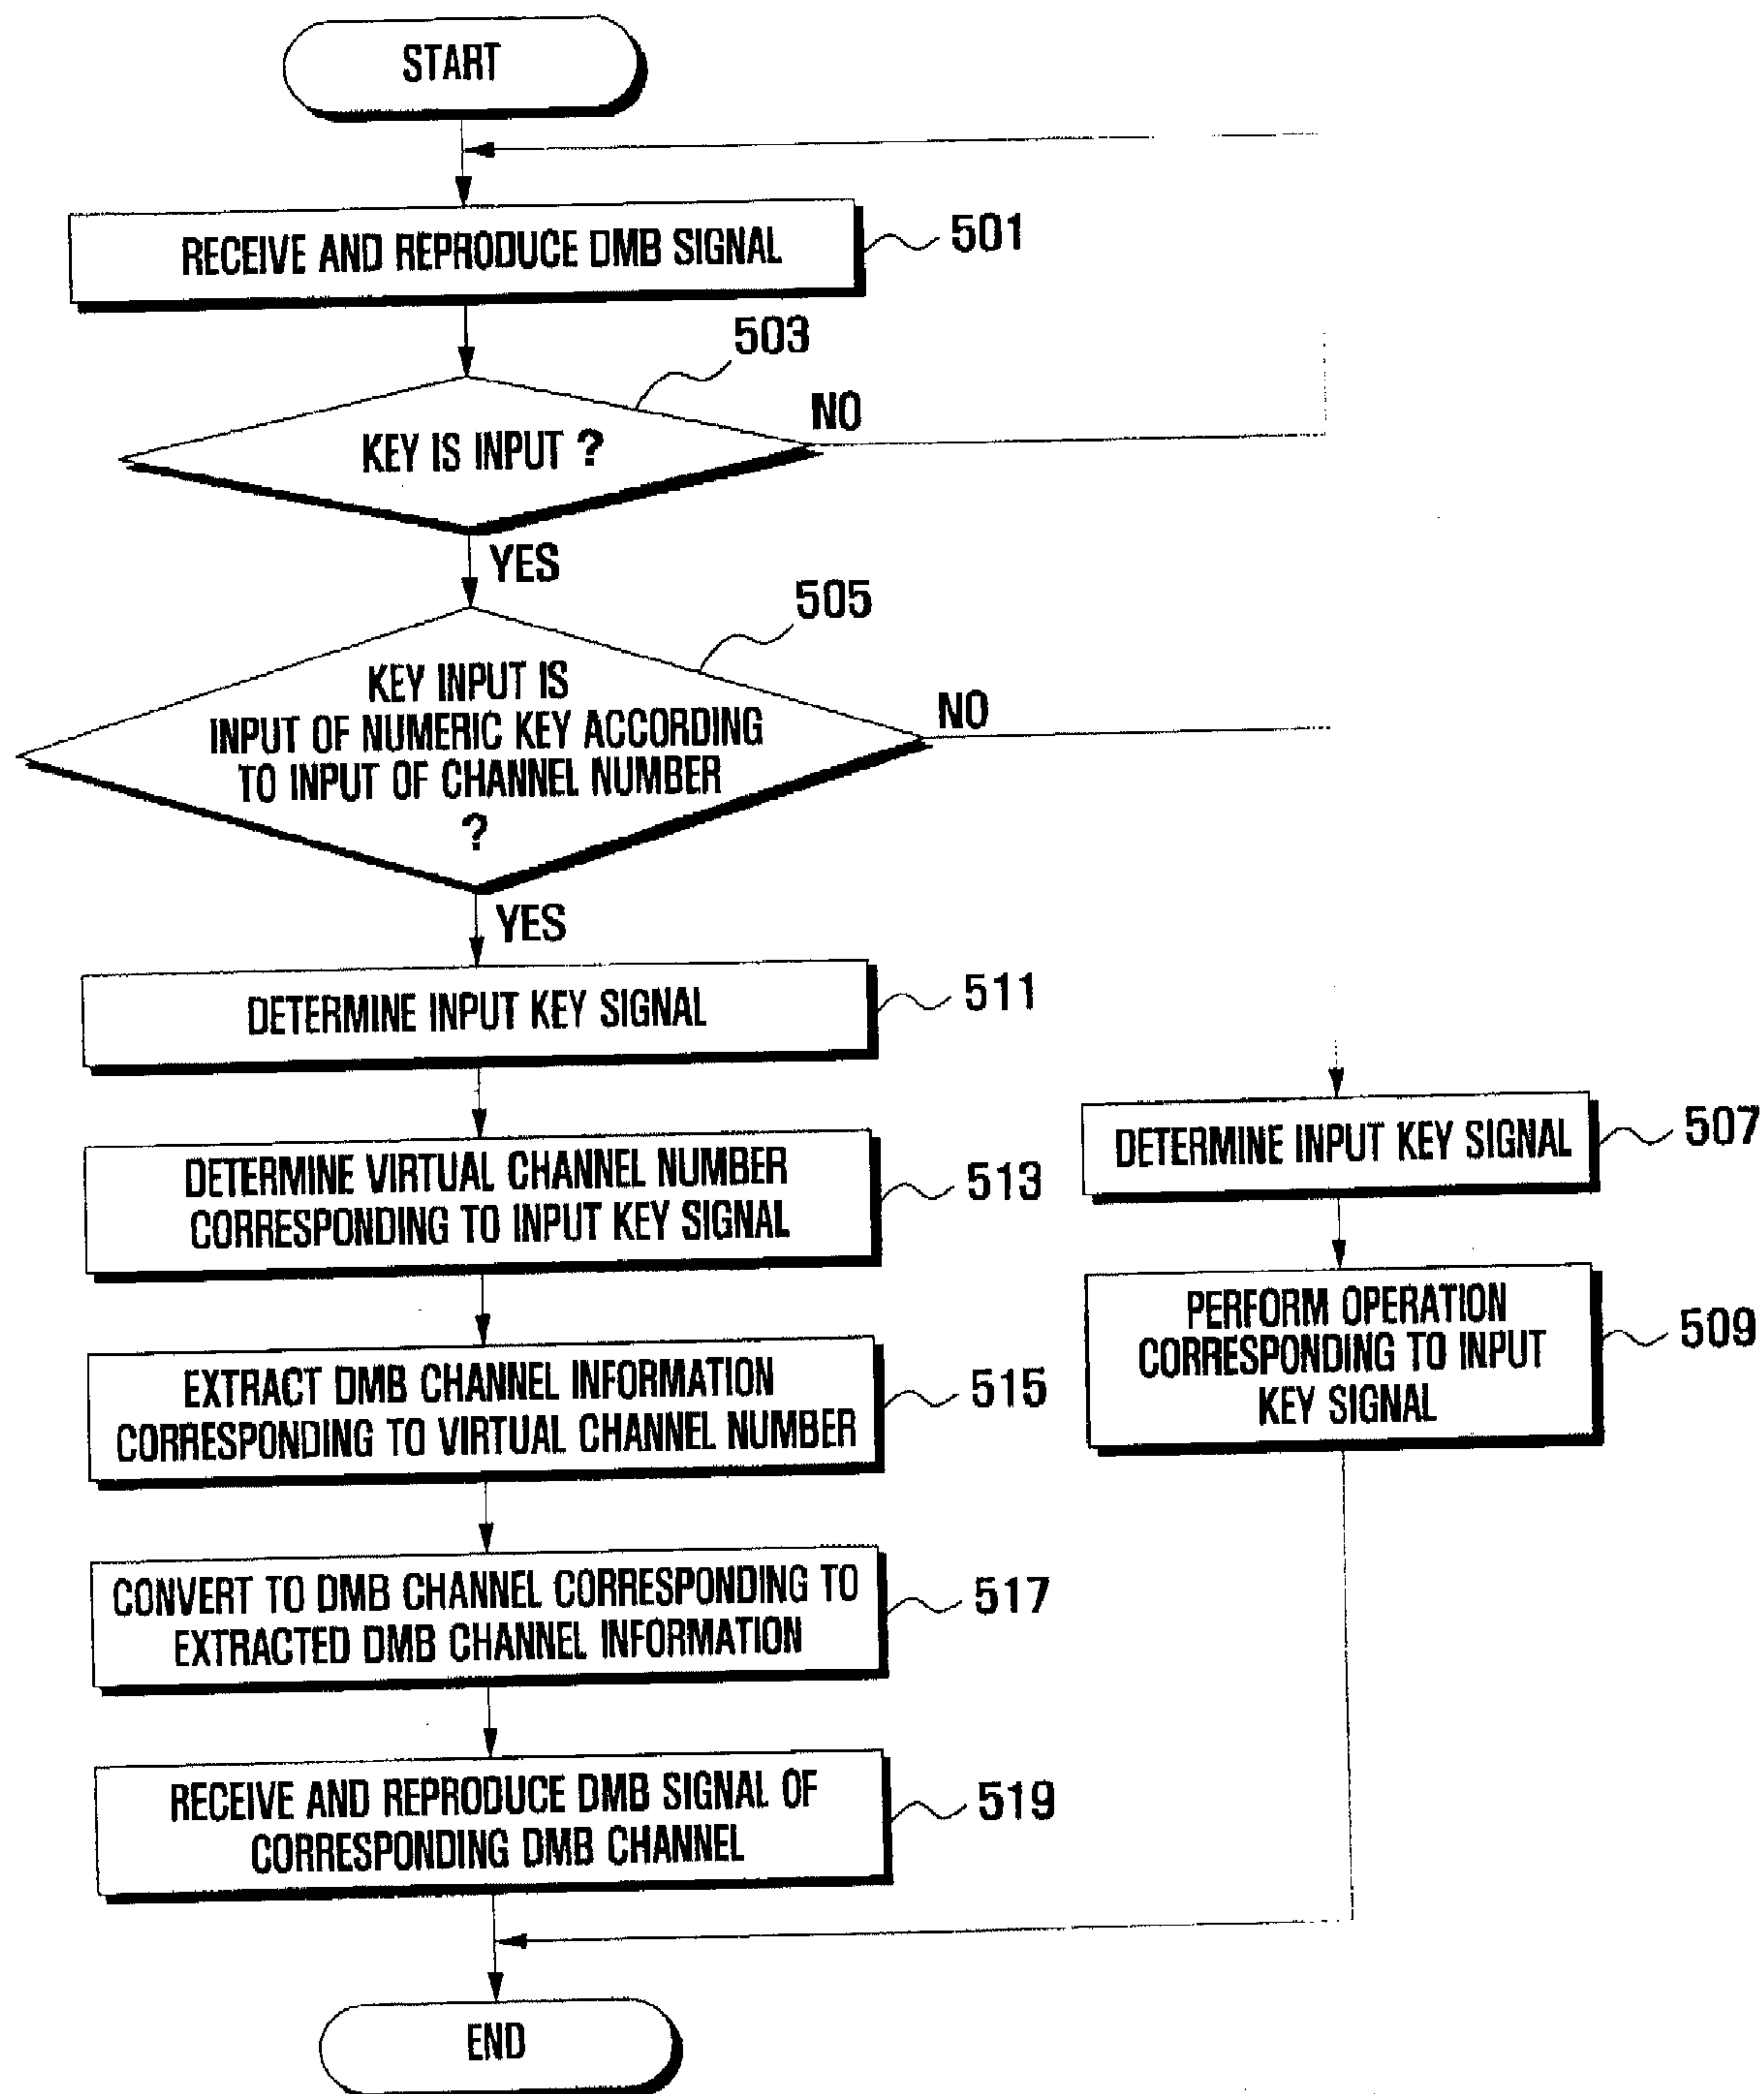 START
RECEIVE AND REPRODUCE DMB SIGNAL
501
503
KEY IS INPUT ?
NO
YES
505
KEY INPUT IS
INPUT OF NUMERIC KEY ACCORDING
TO INPUT OF CHANNEL NUMBER
?
NO
YES
DETERMINE INPUT KEY SIGNAL
511
DETERMINE INPUT KEY SIGNAL
507
DETERMINE VIRTUAL CHANNEL NUMBER
CORRESPONDING TO INPUT KEY SIGNAL
513
PERFORM OPERATION
CORRESPONDING TO INPUT
KEY SIGNAL
509
EXTRACT DMB CHANNEL INFORMATION
CORRESPONDING TO VIRTUAL CHANNEL NUMBER
515
CONVERT TO DMB CHANNEL CORRESPONDING TO
EXTRACTED DMB CHANNEL INFORMATION
517
RECEIVE AND REPRODUCE DMB SIGNAL OF
CORRESPONDING DMB CHANNEL
519
END